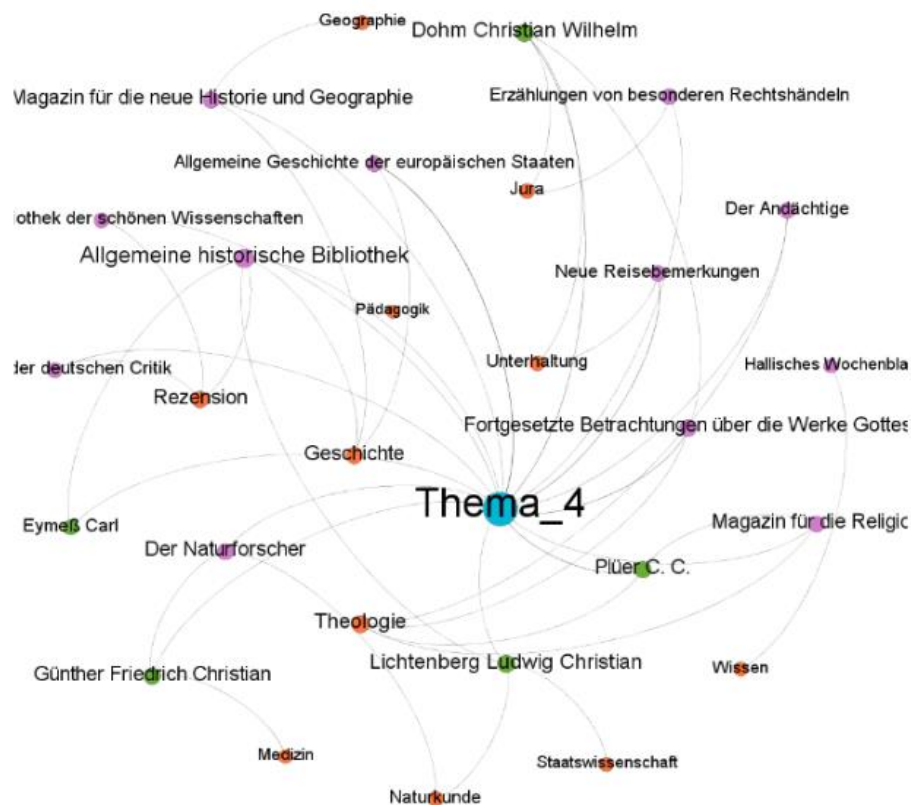 Geographie
Dohm Christian Wilhelm
Magazin für die neue Historie und Geographie
Erzählungen von besonderen Rechtshändeln
Allgemeine Geschichte der europäischen Staaten
Jura
Der Andächtige
iothek der schönen Wissenschaften
Allgemeine historische Bibliothek
Neue Reisebemerkungen
Pädagogik
der deutschen Critik
Unterhaltung
Hallisches Wochenbla
Rezension
Fortgesetzte Betrachtungen über die Werke Gottes
Geschichte
Thema_4
Eymeß Carl
Der Naturforscher
Magazin für die Religio
Plüer C. C.
Theologie
Lichtenberg Ludwig Christian
Günther Friedrich Christian
Wissen
Medizin
Staatswissenschaft
Naturkunde